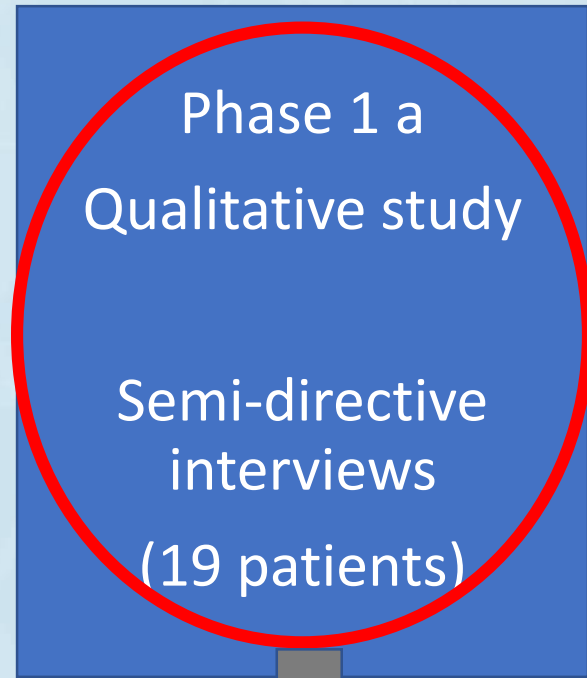 Phase 1 a
Qualitative study
Semi-directive
interviews
(19 patients)